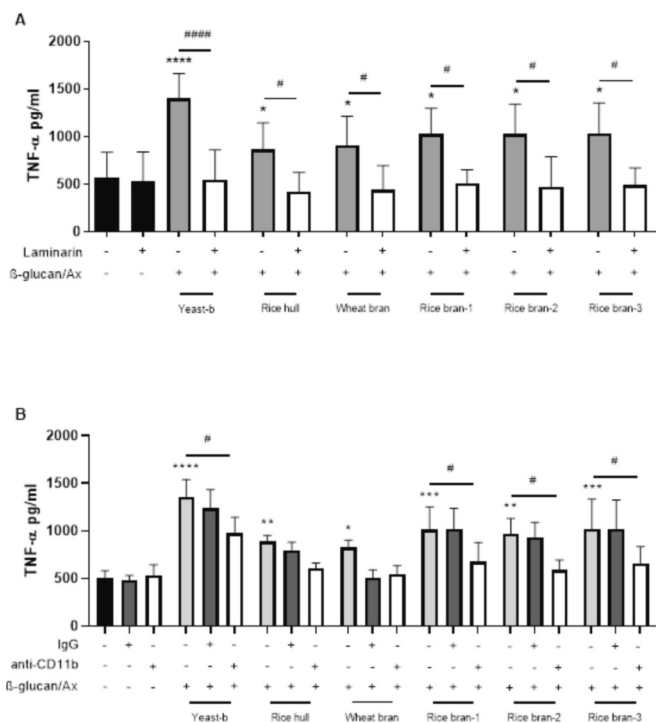 A
2000
####
****
1500
#
#
#
#
#
*
*
*
*
*
TNF-α pg/ml
1000
500
0
Laminarin - + - + - + - + - + - + - +
ß-glucan/Ax - - + + + + + + + + + + + +
Yeast-b Rice hull Wheat bran Rice bran-1 Rice bran-2 Rice bran-3
B
2000
#
****
1500
#
#
#
***
**
***
**
*
TNF-α pg/ml
1000
500
0
IgG - + - - + - - + - - + - - + - - + - - + -
anti-CD11b - - + - - + - - + - - + - - + - - + - - +
ß-glucan/Ax - - - + + + + + + + + + + + + + + + + + +
Yeast-b Rice hull Wheat bran Rice bran-1 Rice bran-2 Rice bran-3